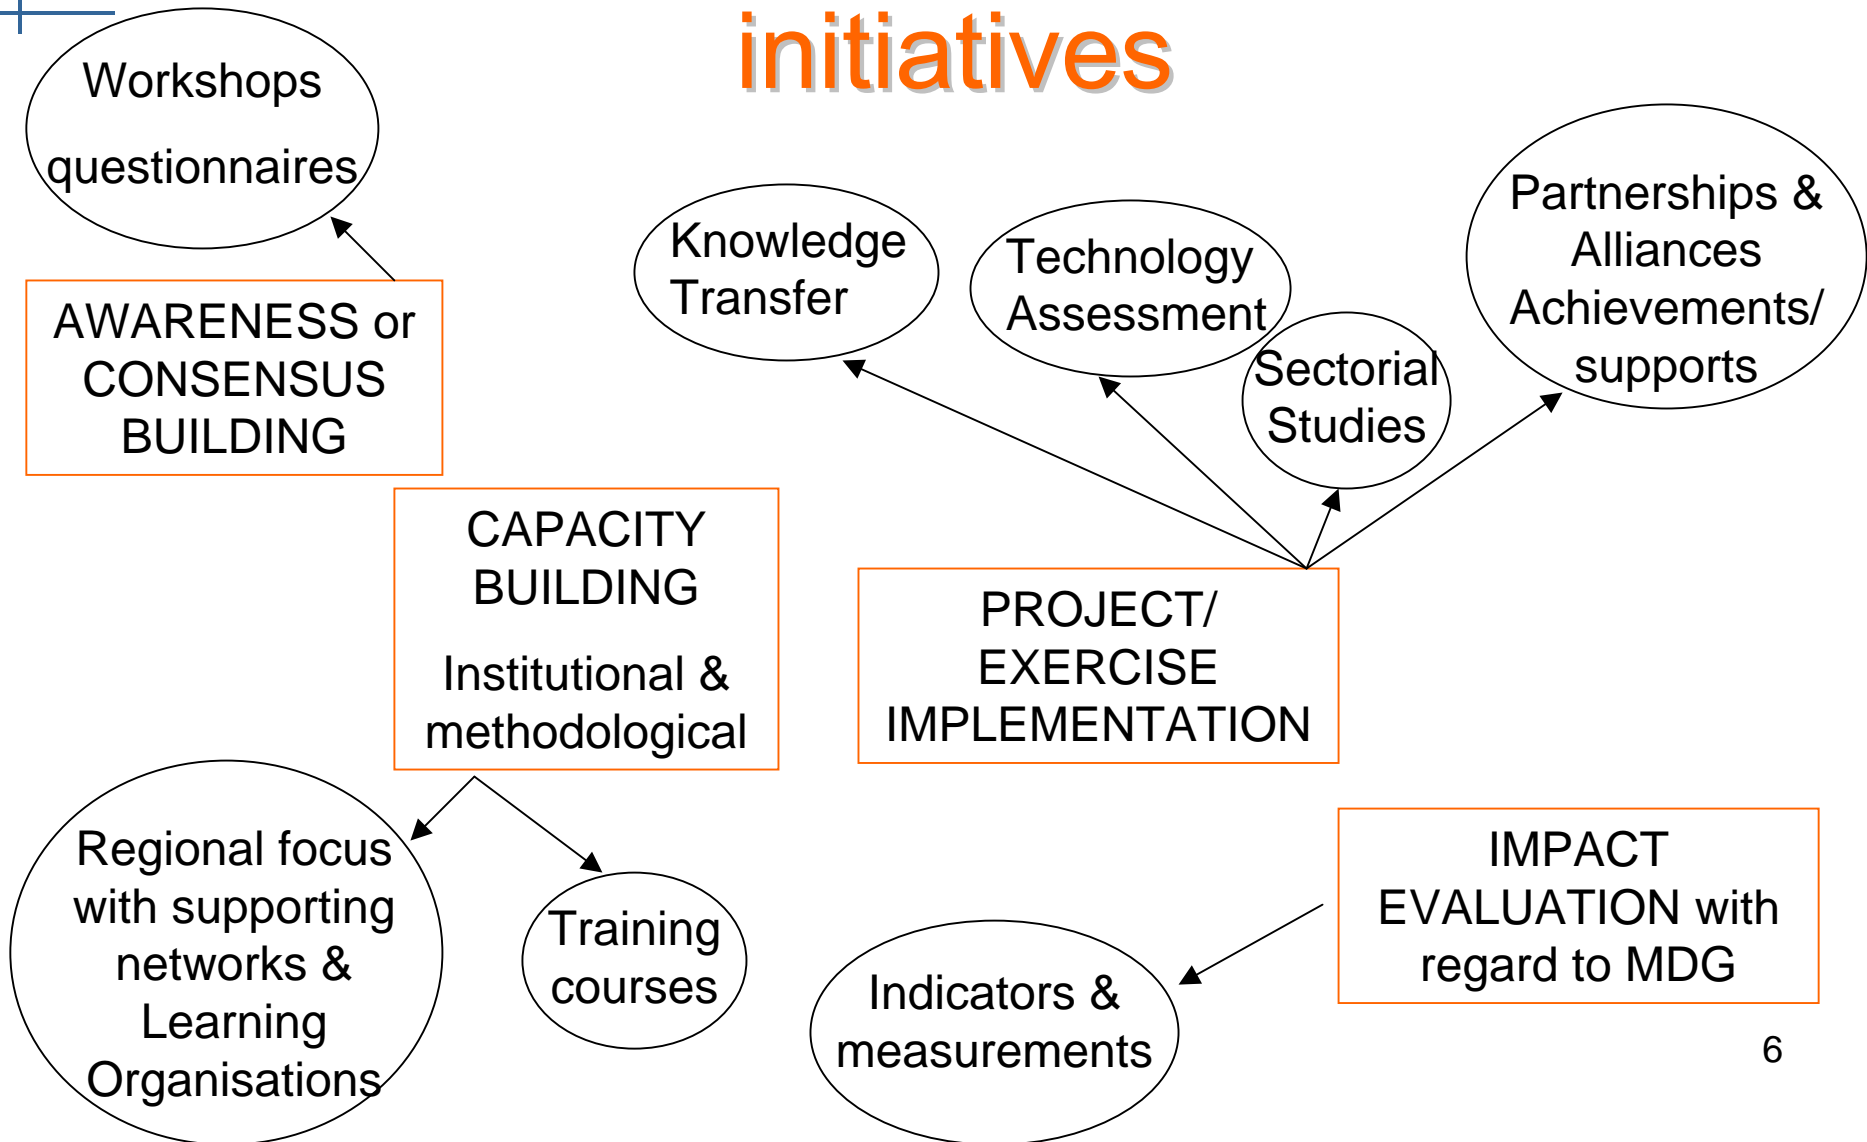 initiatives
Workshops
questionnaires
AWARENESS or
CONSENSUS
BUILDING
Knowledge
Transfer
Technology
Assessment
Sectorial
Studies
Partnerships &
Alliances
Achievements/
supports
CAPACITY
BUILDING
Institutional &
methodological
PROJECT/
EXERCISE
IMPLEMENTATION
Regional focus
with supporting
networks &
Learning
Organisations
Training
courses
Indicators &
measurements
IMPACT
EVALUATION with
regard to MDG
6